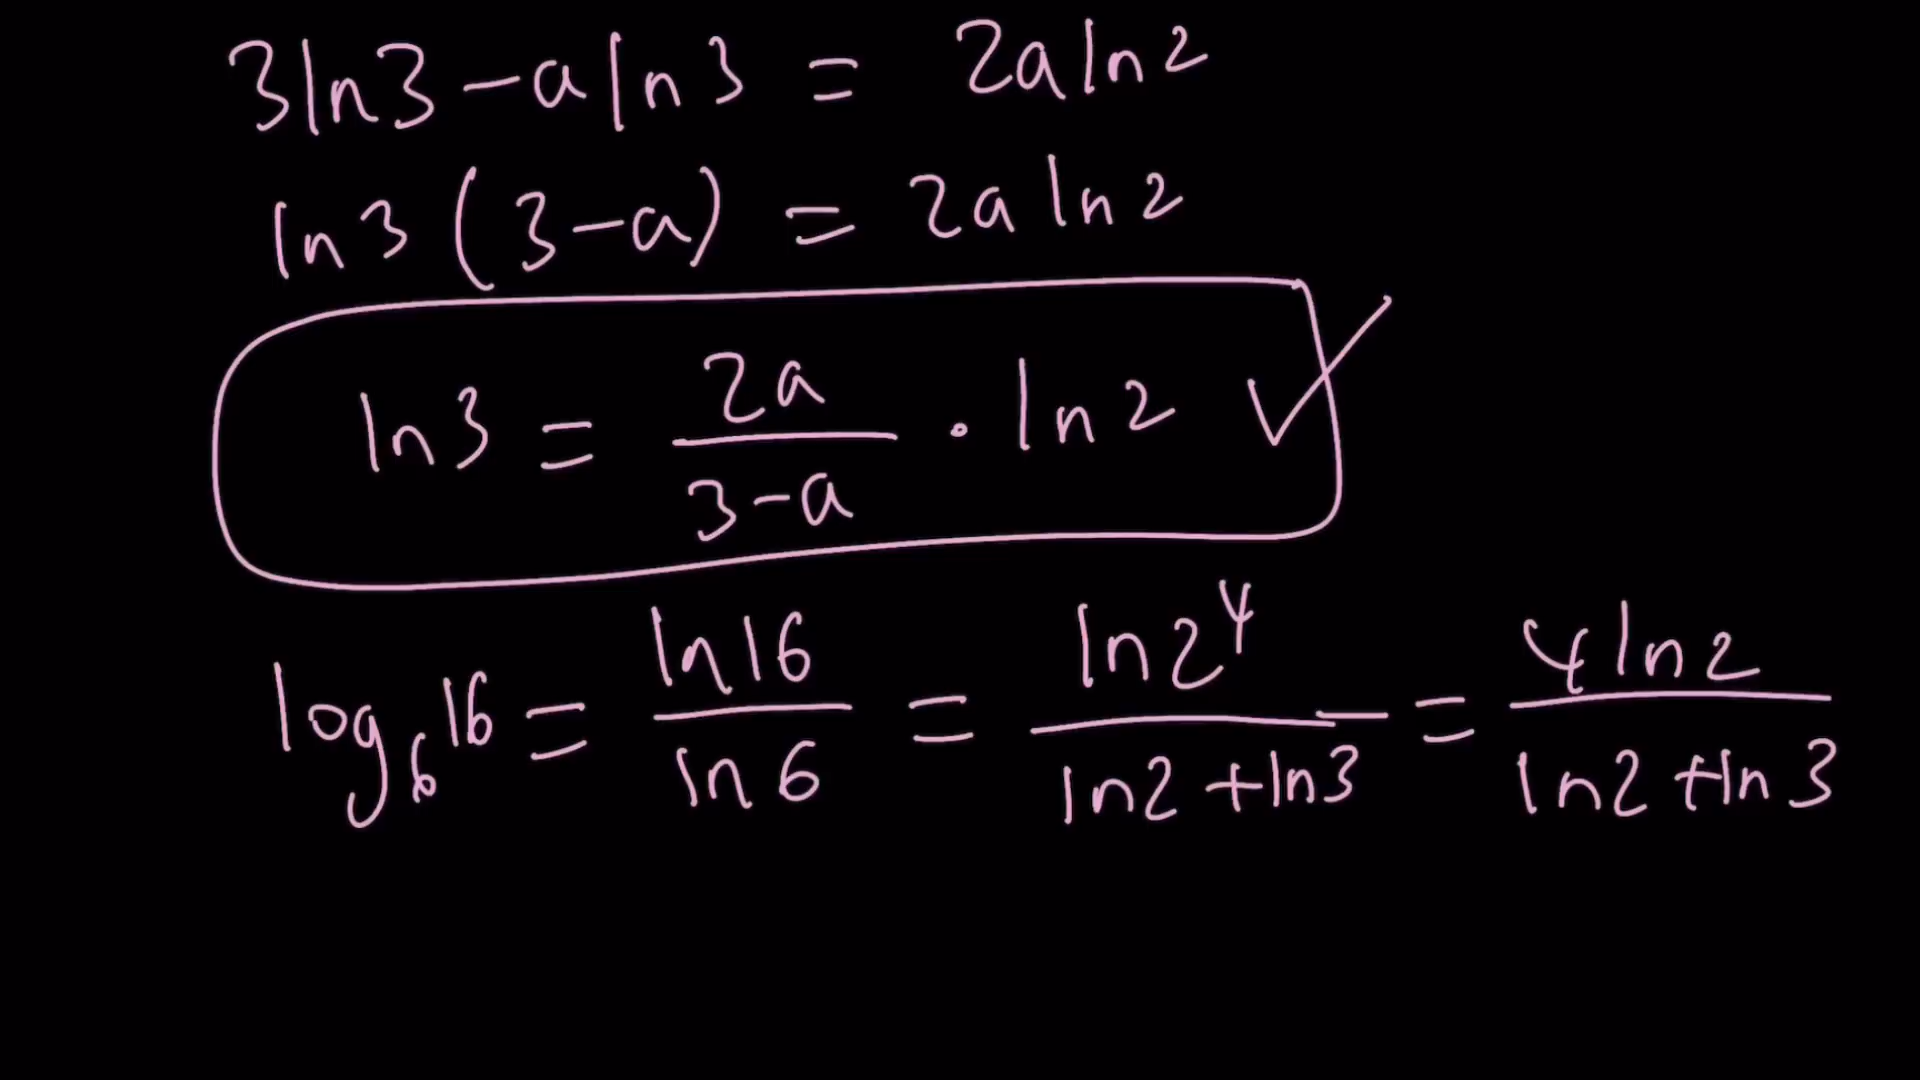 3ln3 - aln3 = 2aln2
ln3(3-a) = 2aln2
ln3 = 2a/(3-a) · ln2 ✓
log₆16 = ln16/ln6 = ln2⁴/(ln2+ln3) = 4ln2/(ln2+ln3)